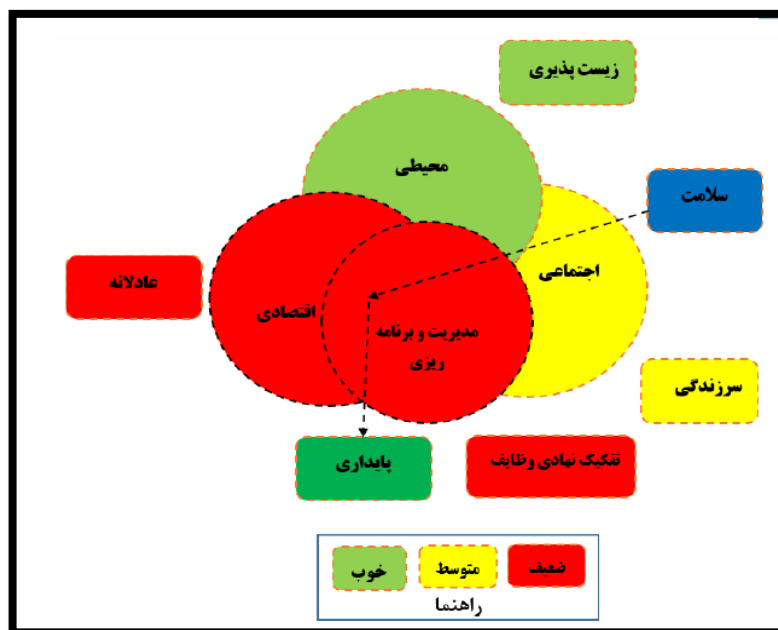 زیست پذیری
محیطی
سلامت
اجتماعی
عادلانه
اقتصادی
مدیریت و برنامه
ریزی
سرزندگی
پایداری
تفکیک نهادی وظایف
ضعیف
متوسط
خوب
راهنما